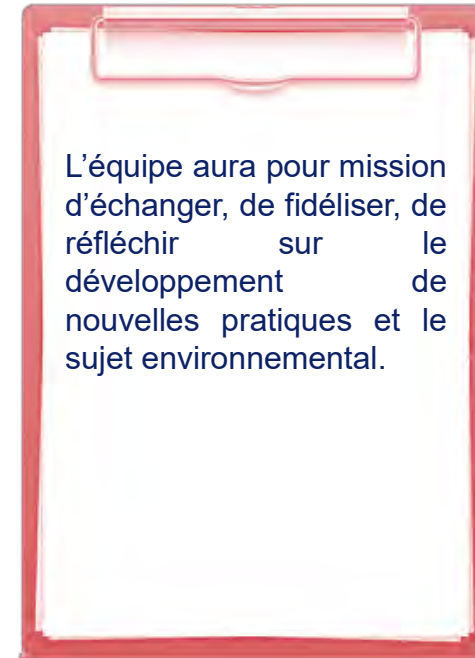 L’équipe aura pour mission
d’échanger, de fidéliser, de
réfléchir sur le
développement de
nouvelles pratiques et le
sujet environnemental.